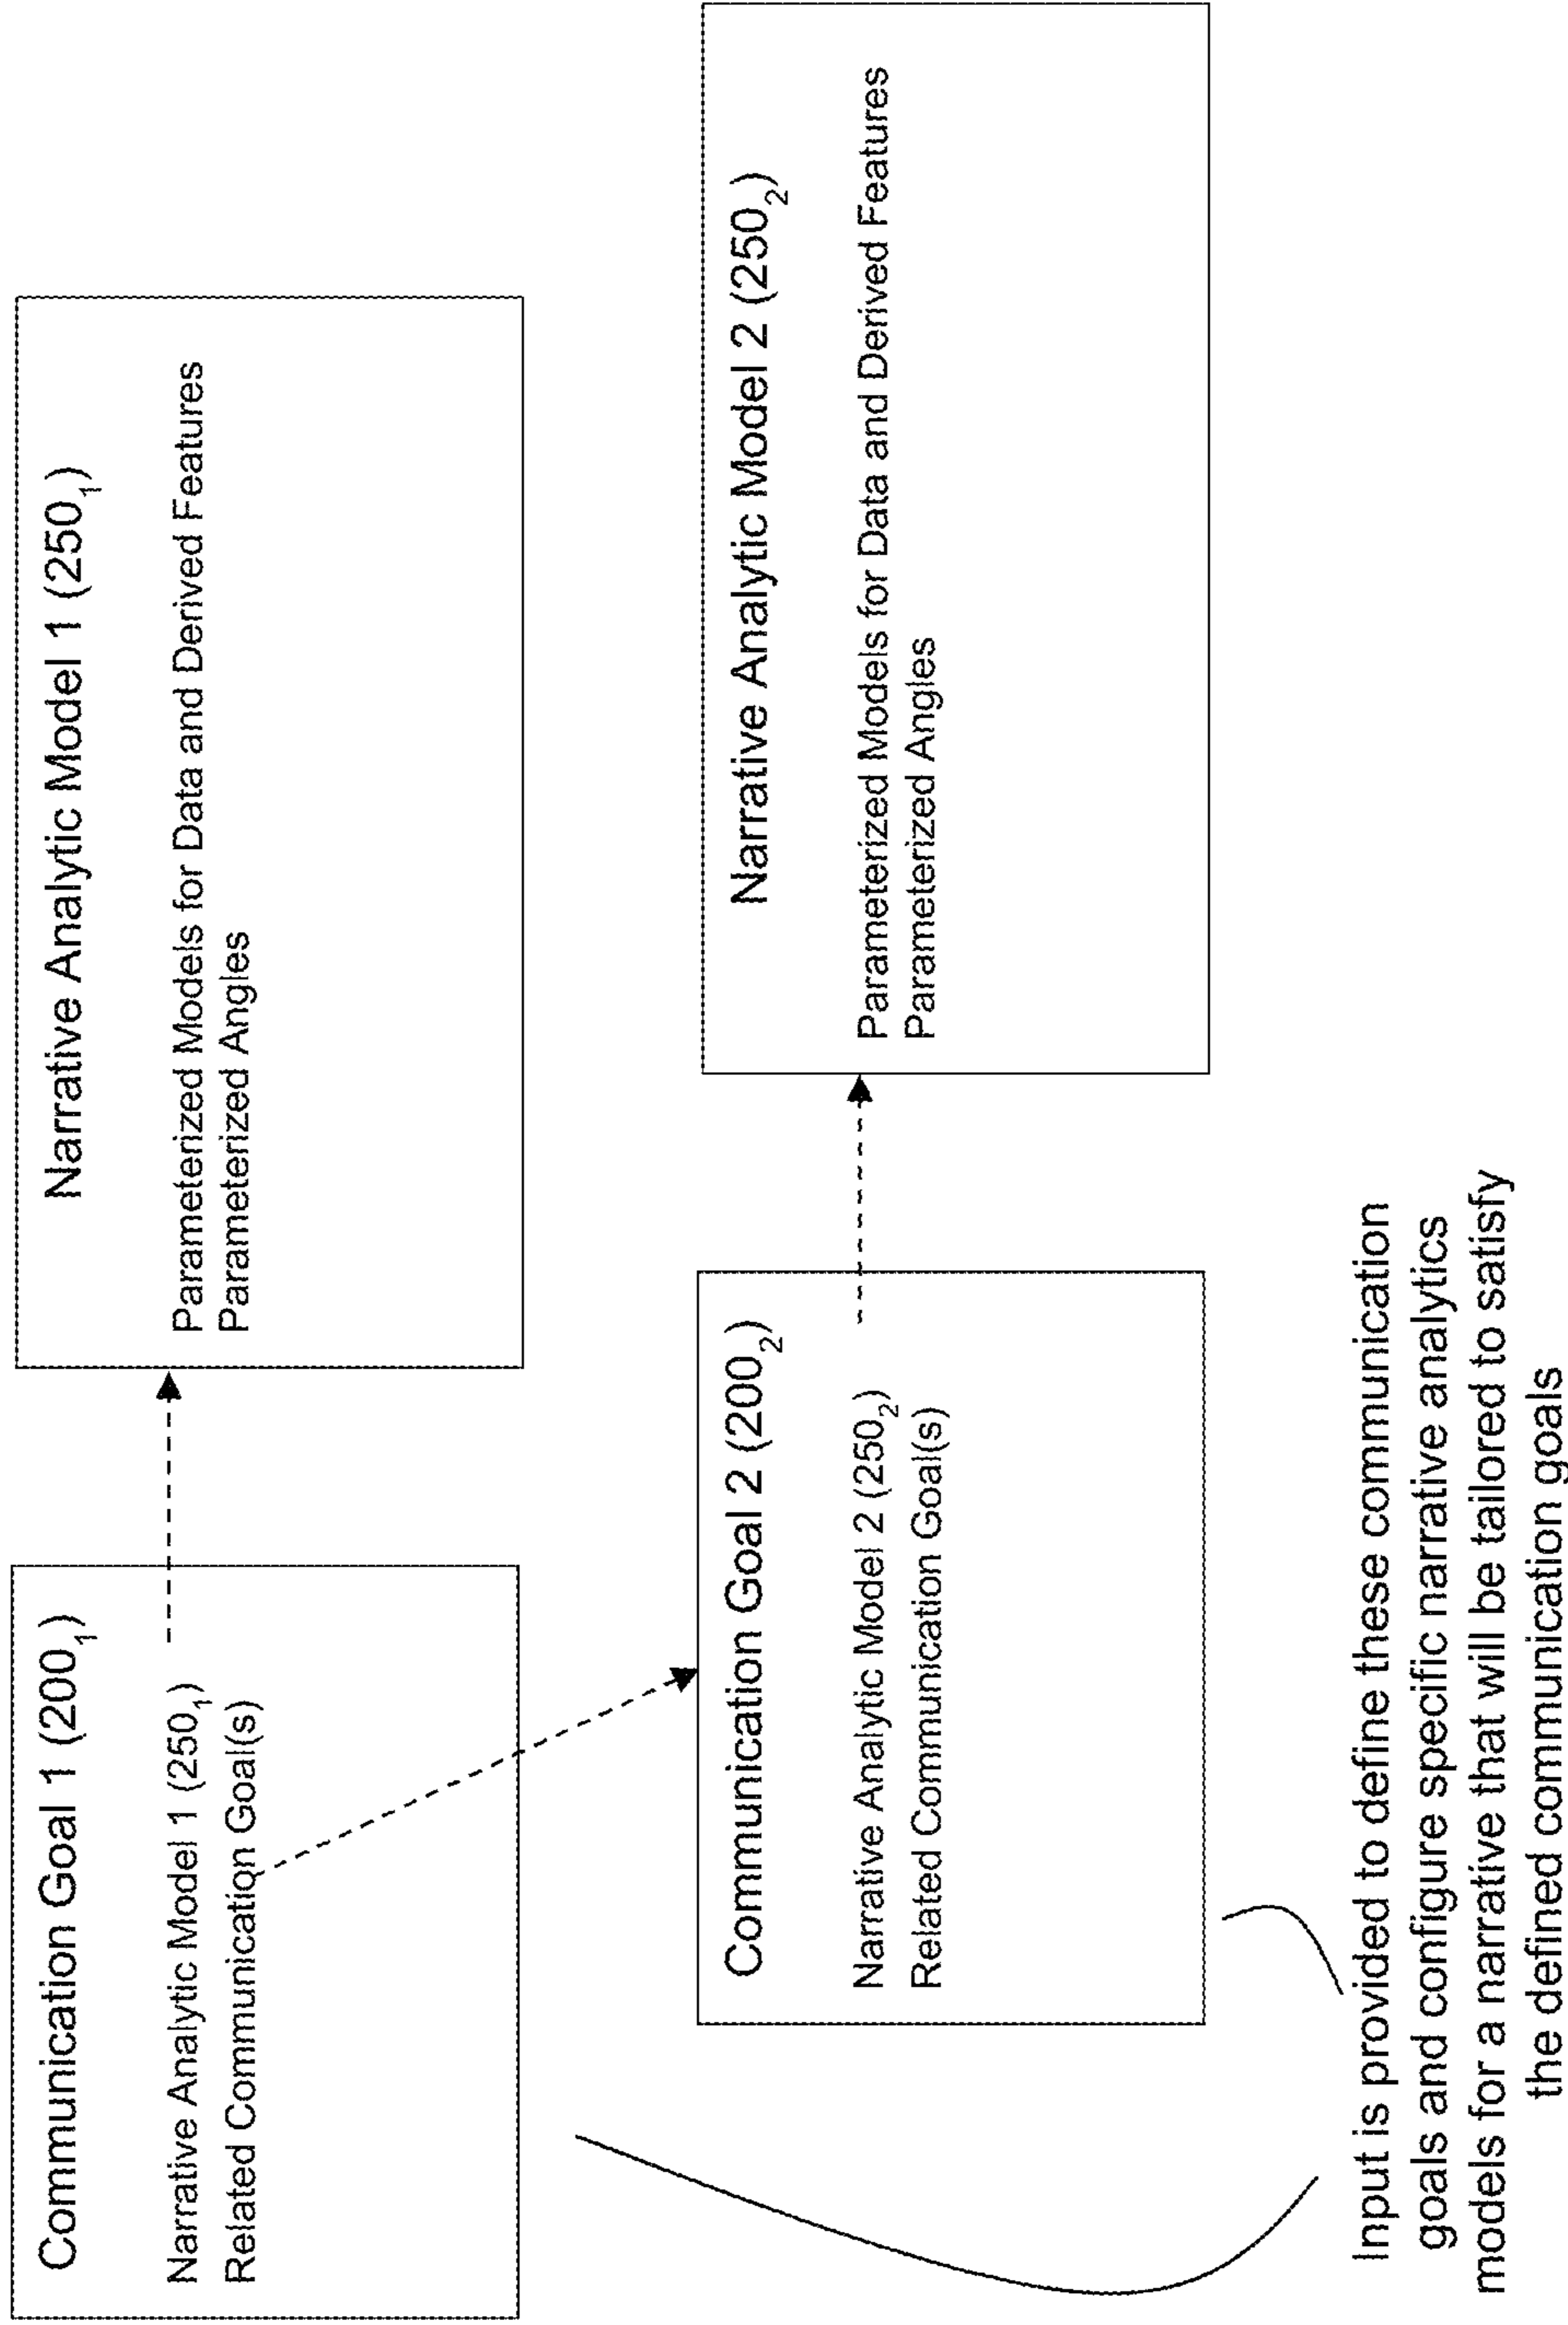 Communication Goal 1 (200₁)
Narrative Analytic Model 1 (250₁)
Related Communication Goal(s)
Narrative Analytic Model 1 (250₁)
Parameterized Models for Data and Derived Features
Parameterized Angles
Communication Goal 2 (200₂)
Narrative Analytic Model 2 (250₂)
Related Communication Goal(s)
Narrative Analytic Model 2 (250₂)
Parameterized Models for Data and Derived Features
Parameterized Angles
Input is provided to define these communication
goals and configure specific narrative analytics
models for a narrative that will be tailored to satisfy
the defined communication goals